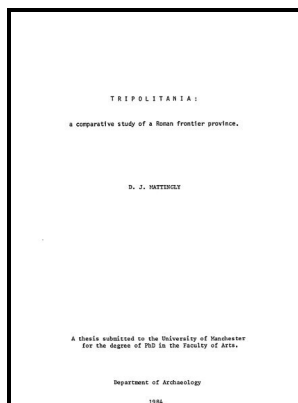 T R I P O L I T A N I A :
a comparative study of a Roman frontier province.
D. J. MATTINGLY
A thesis submitted to the University of Manchester
for the degree of PhD in the Faculty of Arts.
Department of Archaeology
1984